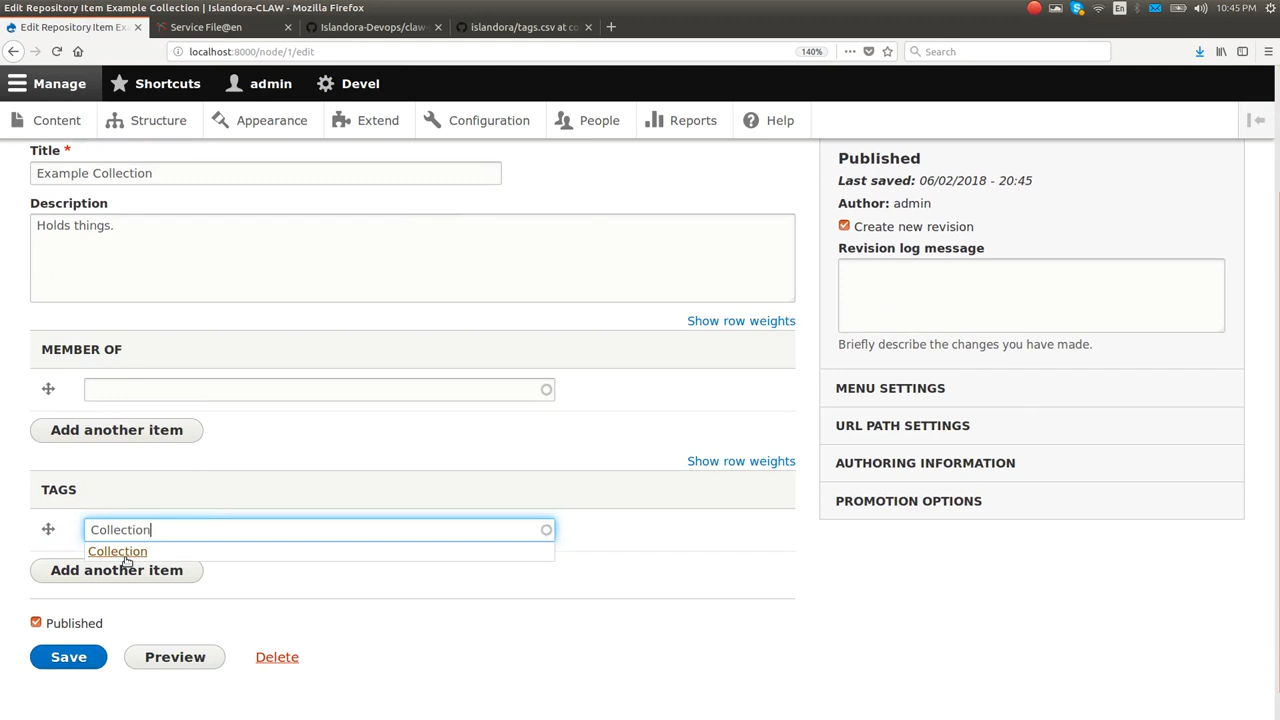 Edit Repository Item Example Collection | Islandora-CLAW - Mozilla Firefox
En
10:45 PM
Edit Repository Item Exa
Service File@en
Islandora-Devops/claw-
islandora/tags.csv at co
localhost:8000/node/1/edit
140%
Search
Manage
Shortcuts
admin
Devel
Content
Structure
Appearance
Extend
Configuration
People
Reports
Help
Title *
Example Collection
Description
Holds things.
Show row weights
MEMBER OF
Add another item
Show row weights
TAGS
Collection
Collection
Add another item
Published
Save
Preview
Delete
Published
Last saved: 06/02/2018 - 20:45
Author: admin
Create new revision
Revision log message
Briefly describe the changes you have made.
MENU SETTINGS
URL PATH SETTINGS
AUTHORING INFORMATION
PROMOTION OPTIONS